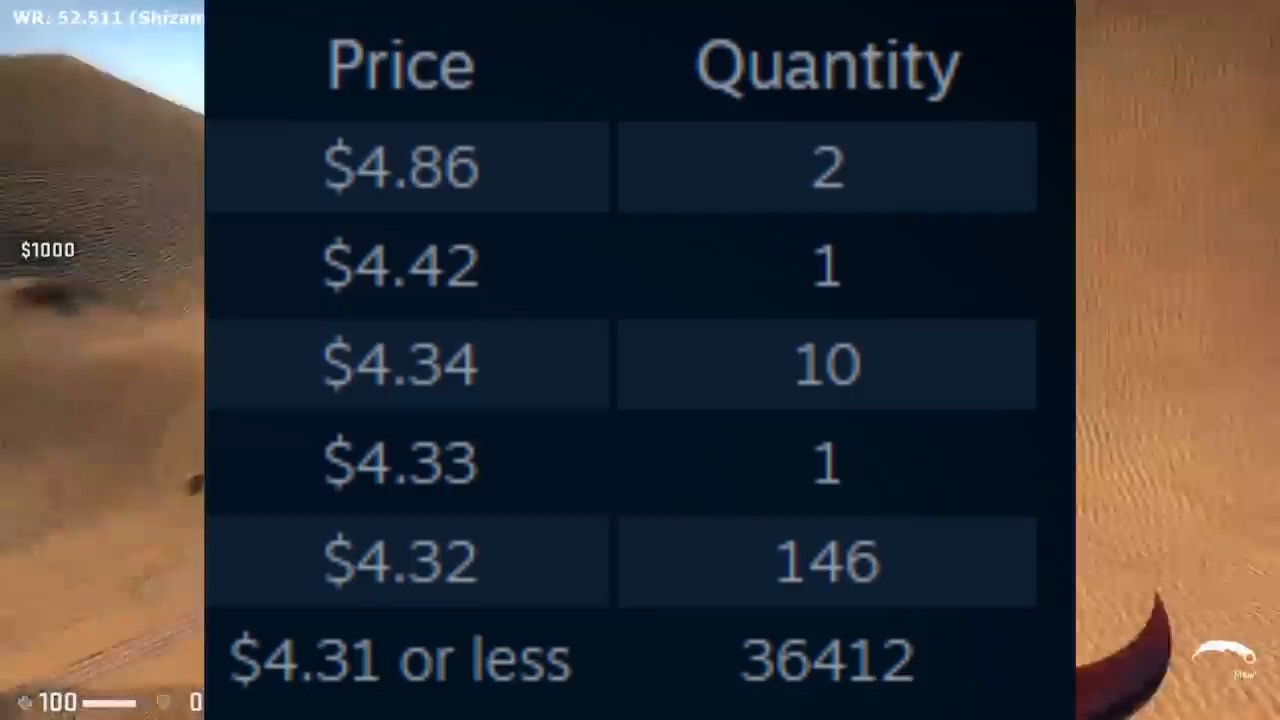 WR: 52.511 (Shizam
Price Quantity
$4.86 2
$4.42 1
$1000
$4.34 10
$4.33 1
$4.32 146
$4.31 or less 36412
100 0